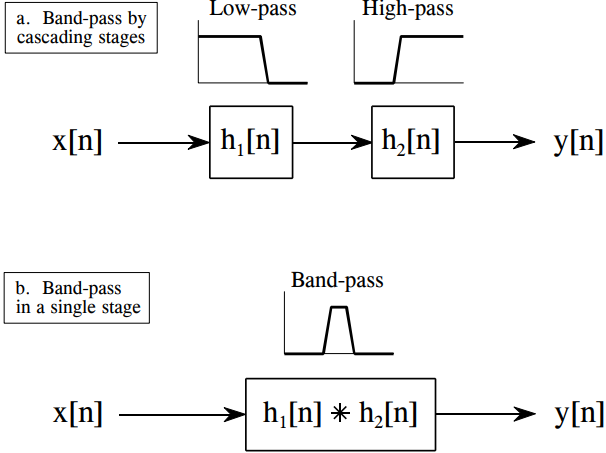 a. Band-pass by
cascading stages
Low-pass
High-pass
x[n]
h₁[n]
h₂[n]
y[n]
b. Band-pass
in a single stage
Band-pass
x[n]
h₁[n] ∗ h₂[n]
y[n]